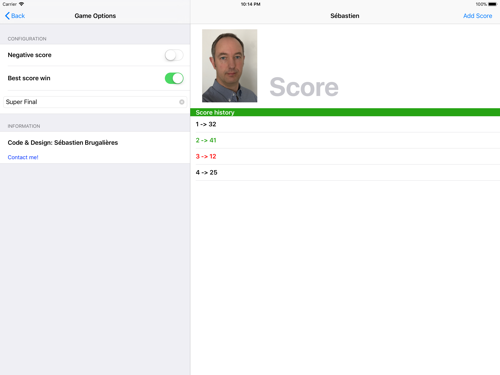 Carrier 10:14 PM 100%
Back Game Options Sébastien Add Score
CONFIGURATION
Negative score
Best score win
Super Final
INFORMATION
Code & Design: Sébastien Brugalières
Contact me!
Score
Score history
1 -> 32
2 -> 41
3 -> 12
4 -> 25